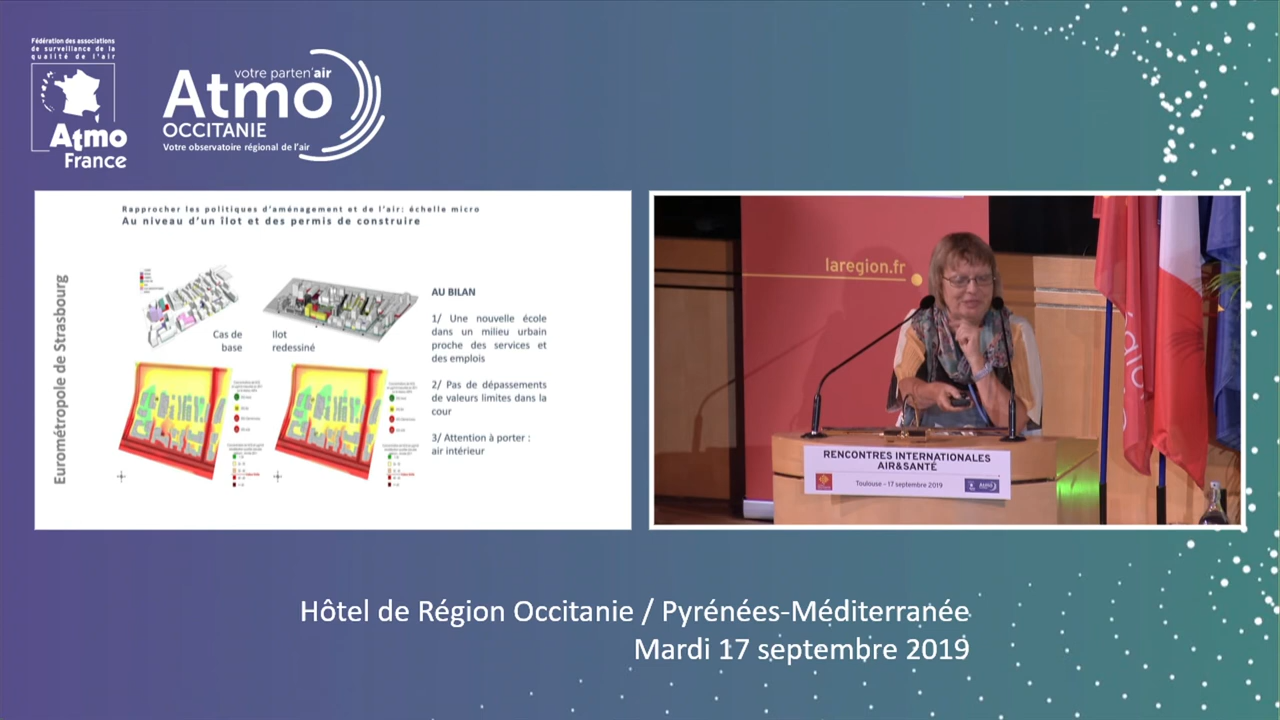 Fédération des associations
de surveillance de la
qualité de l'air
Atmo
France
votre parten'air
Atmo
OCCITANIE
Votre observatoire régional de l'air
Rapprocher les politiques d'aménagement et de l'air: échelle micro
Au niveau d'un îlot et des permis de construire
Eurométropole de Strasbourg
Cas de
base
Ilot
redessiné
AU BILAN
1/ Une nouvelle école
dans un milieu urbain
proche des services et
des emplois
2/ Pas de dépassements
de valeurs limites dans la
cour
3/ Attention à porter :
air intérieur
laregion.fr
RENCONTRES INTERNATIONALES
AIR&SANTÉ
Toulouse - 17 septembre 2019
Hôtel de Région Occitanie / Pyrénées-Méditerranée
Mardi 17 septembre 2019